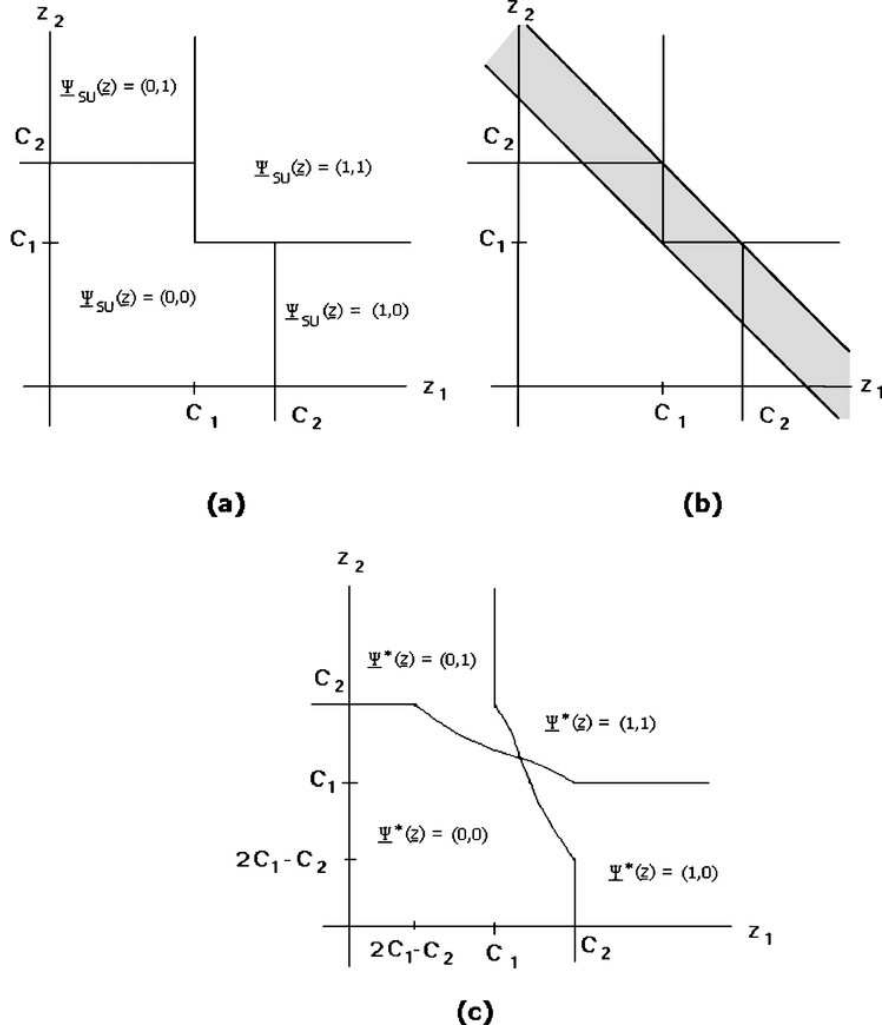 Z₂
Ψ_SU(z) = (0,1)
C₂
Ψ_SU(z) = (1,1)
C₁
Ψ_SU(z) = (0,0)
Ψ_SU(z) = (1,0)
Z₁
C₁
C₂
(a)
Z₂
C₂
C₁
Z₁
C₁
C₂
(b)
Z₂
Ψ*(z) = (0,1)
C₂
Ψ*(z) = (1,1)
C₁
Ψ*(z) = (0,0)
2C₁-C₂
Ψ*(z) = (1,0)
Z₁
2C₁-C₂
C₁
C₂
(c)